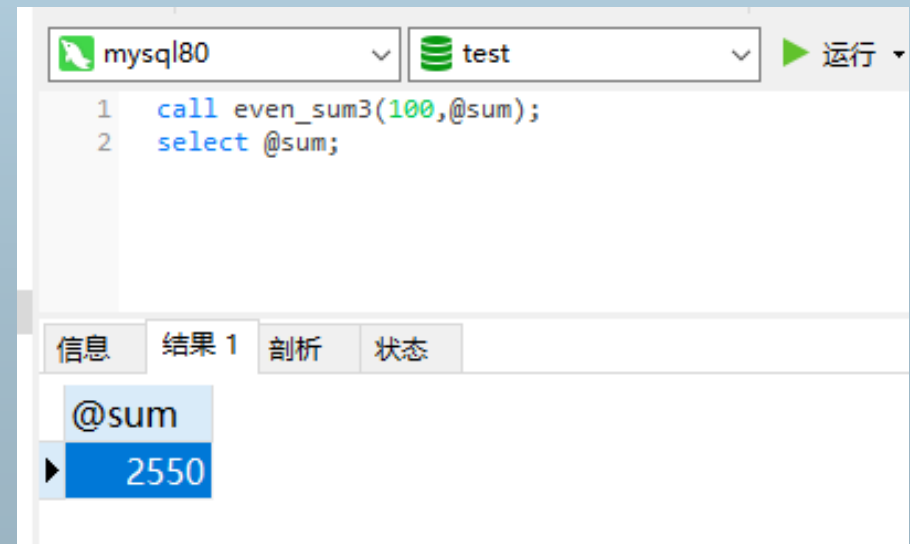 mysql80 test 运行
1 call even_sum3(100,@sum);
2 select @sum;
信息 结果 1 剖析 状态
@sum
2550